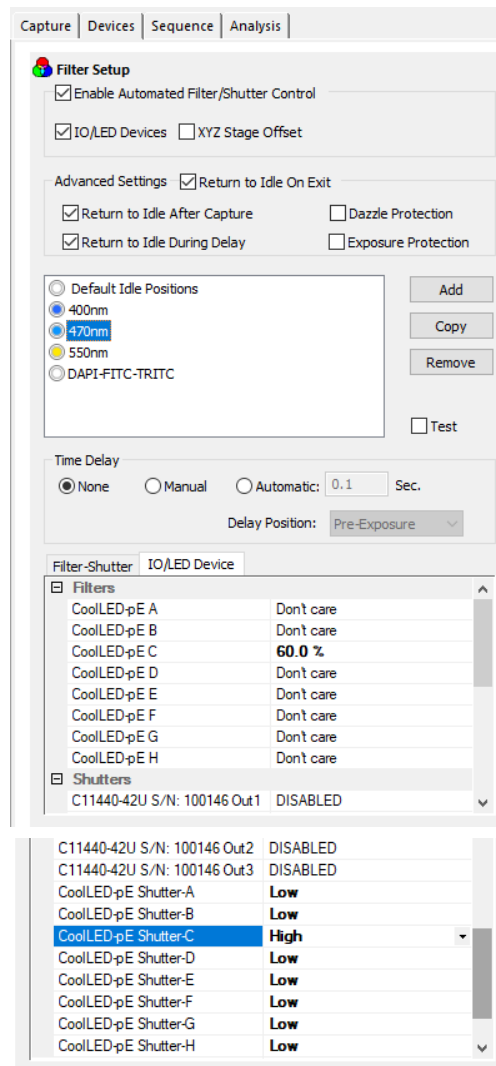 Capture Devices Sequence Analysis
Filter Setup
Enable Automated Filter/Shutter Control
IO/LED Devices XYZ Stage Offset
Advanced Settings Return to Idle On Exit
Return to Idle After Capture Dazzle Protection
Return to Idle During Delay Exposure Protection
Default Idle Positions Add
400nm
470nm Copy
550nm
DAPI-FITC-TRITC Remove
Test
Time Delay
None Manual Automatic: 0.1 Sec.
Delay Position: Pre-Exposure
Filter-Shutter IO/LED Device
Filters
CoolLED-pE A Don't care
CoolLED-pE B Don't care
CoolLED-pE C 60.0 %
CoolLED-pE D Don't care
CoolLED-pE E Don't care
CoolLED-pE F Don't care
CoolLED-pE G Don't care
CoolLED-pE H Don't care
Shutters
C11440-42U S/N: 100146 Out1 DISABLED
C11440-42U S/N: 100146 Out2 DISABLED
C11440-42U S/N: 100146 Out3 DISABLED
CoolLED-pE Shutter-A Low
CoolLED-pE Shutter-B Low
CoolLED-pE Shutter-C High
CoolLED-pE Shutter-D Low
CoolLED-pE Shutter-E Low
CoolLED-pE Shutter-F Low
CoolLED-pE Shutter-G Low
CoolLED-pE Shutter-H Low